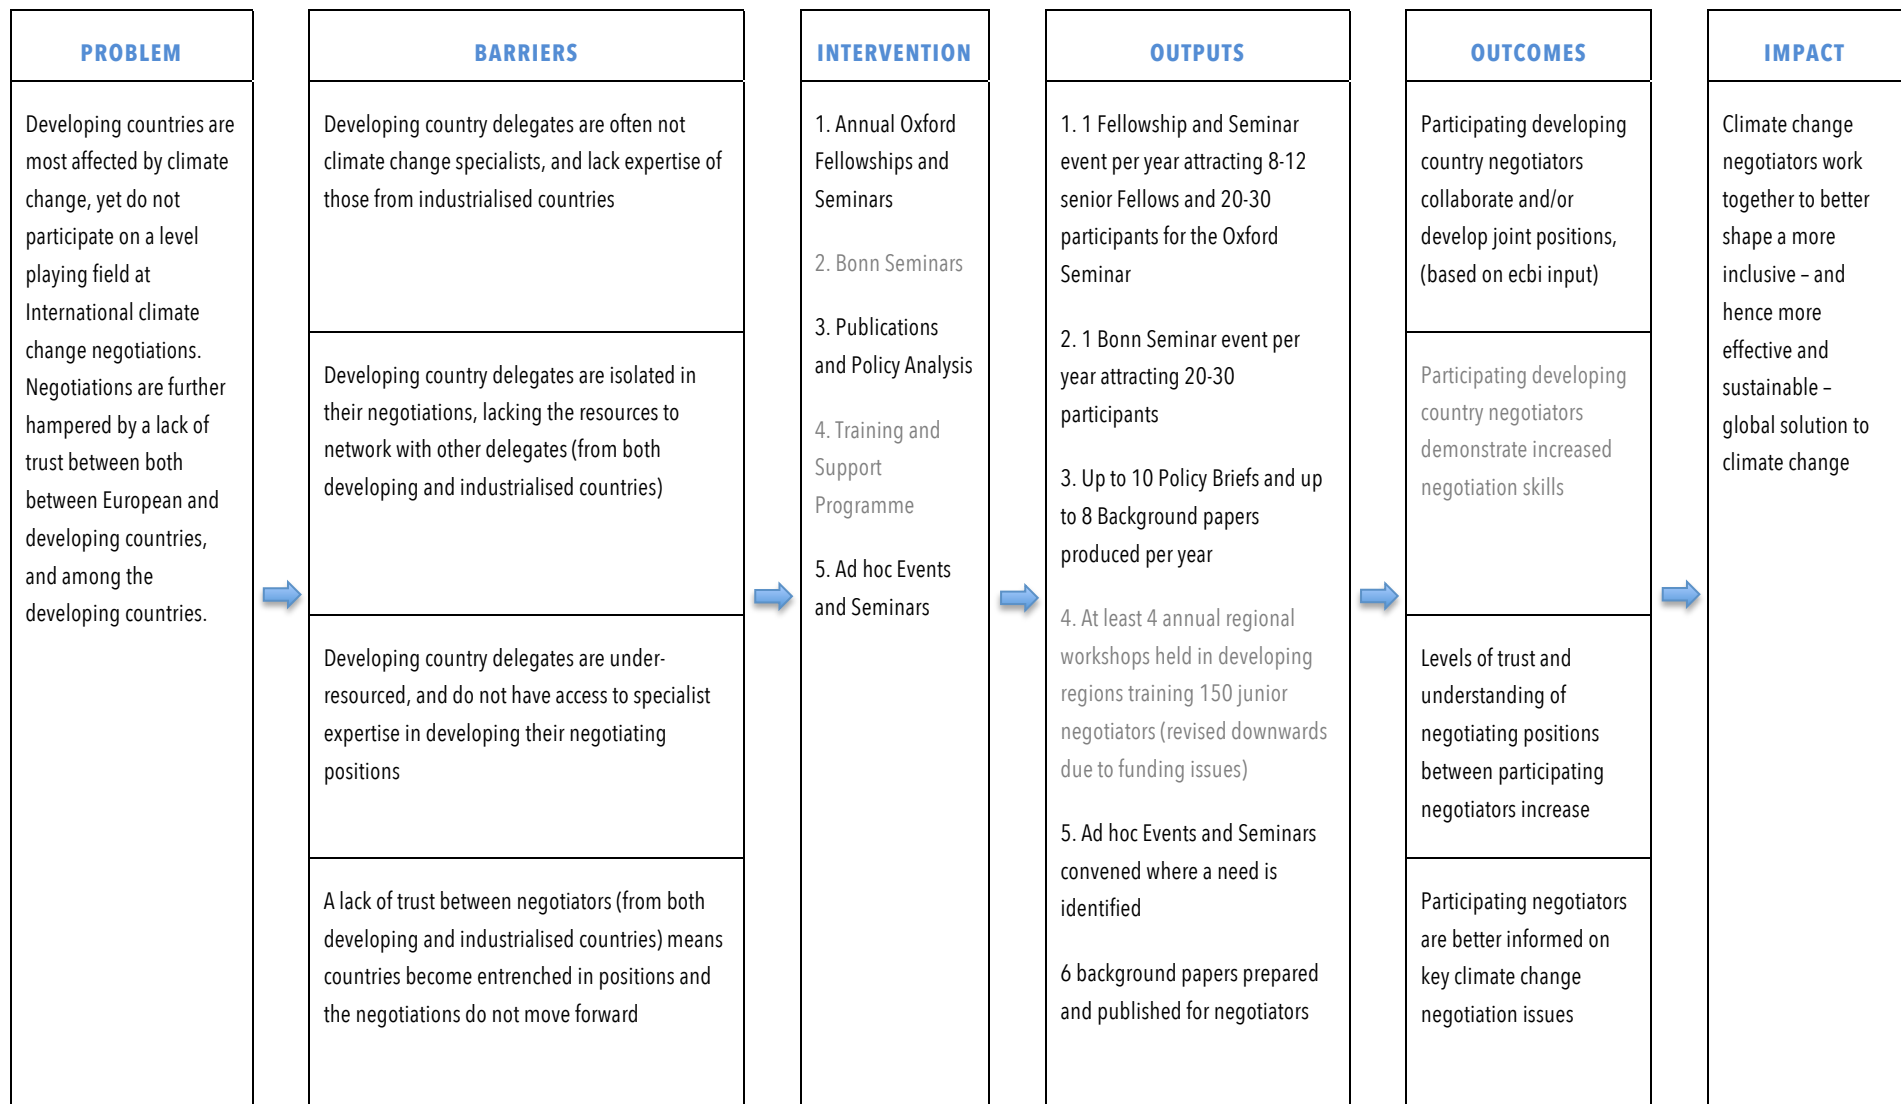 PROBLEM
Developing countries are
most affected by climate
change, yet do not
participate on a level
playing field at
International climate
change negotiations.
Negotiations are further
hampered by a lack of
trust between both
between European and
developing countries,
and among the
developing countries.
BARRIERS
Developing country delegates are often not
climate change specialists, and lack expertise of
those from industrialised countries
Developing country delegates are isolated in
their negotiations, lacking the resources to
network with other delegates (from both
developing and industrialised countries)
Developing country delegates are under-
resourced, and do not have access to specialist
expertise in developing their negotiating
positions
A lack of trust between negotiators (from both
developing and industrialised countries) means
countries become entrenched in positions and
the negotiations do not move forward
INTERVENTION
1. Annual Oxford
Fellowships and
Seminars
2. Bonn Seminars
3. Publications
and Policy Analysis
4. Training and
Support
Programme
5. Ad hoc Events
and Seminars
OUTPUTS
1. 1 Fellowship and Seminar
event per year attracting 8-12
senior Fellows and 20-30
participants for the Oxford
Seminar
2. 1 Bonn Seminar event per
year attracting 20-30
participants
3. Up to 10 Policy Briefs and up
to 8 Background papers
produced per year
4. At least 4 annual regional
workshops held in developing
regions training 150 junior
negotiators (revised downwards
due to funding issues)
5. Ad hoc Events and Seminars
convened where a need is
identified
6 background papers prepared
and published for negotiators
OUTCOMES
Participating developing
country negotiators
collaborate and/or
develop joint positions,
(based on ecbi input)
Participating developing
country negotiators
demonstrate increased
negotiation skills
Levels of trust and
understanding of
negotiating positions
between participating
negotiators increase
Participating negotiators
are better informed on
key climate change
negotiation issues
IMPACT
Climate change
negotiators work
together to better
shape a more
inclusive – and
hence more
effective and
sustainable –
global solution to
climate change